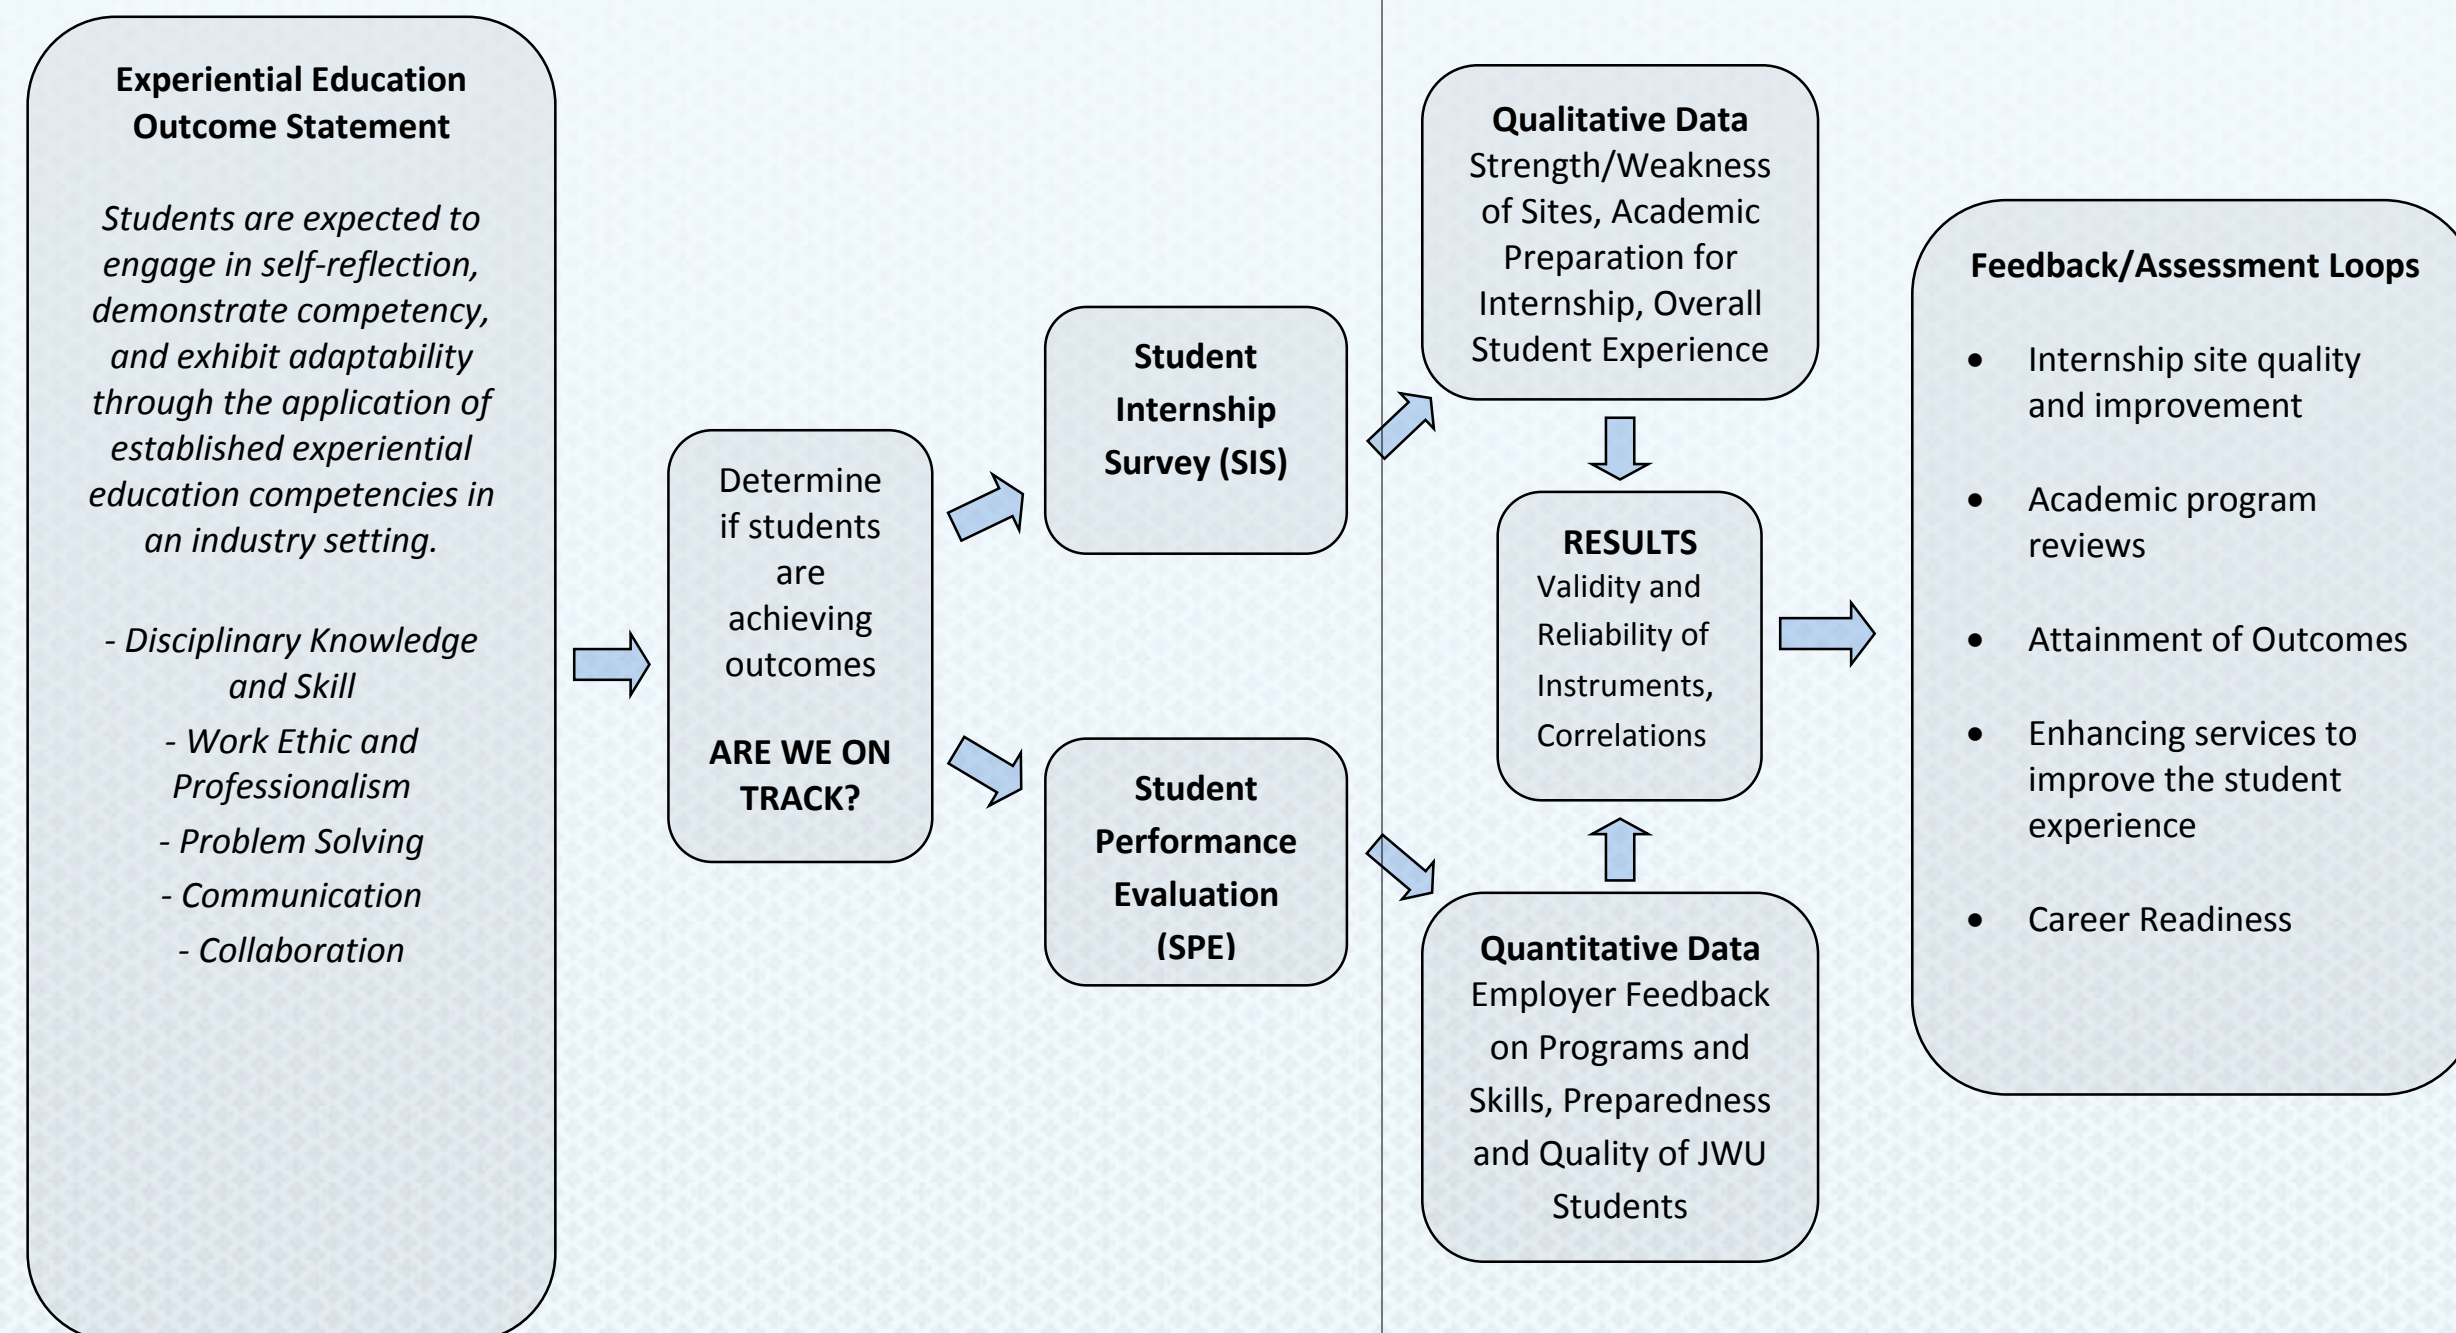 Experiential Education
Outcome Statement
Students are expected to
engage in self-reflection,
demonstrate competency,
and exhibit adaptability
through the application of
established experiential
education competencies in
an industry setting.
- Disciplinary Knowledge
and Skill
- Work Ethic and
Professionalism
- Problem Solving
- Communication
- Collaboration
Determine
if students
are
achieving
outcomes
ARE WE ON
TRACK?
Student
Internship
Survey (SIS)
Student
Performance
Evaluation
(SPE)
Qualitative Data
Strength/Weakness
of Sites, Academic
Preparation for
Internship, Overall
Student Experience
RESULTS
Validity and
Reliability of
Instruments,
Correlations
Quantitative Data
Employer Feedback
on Programs and
Skills, Preparedness
and Quality of JWU
Students
Feedback/Assessment Loops
• Internship site quality
and improvement
• Academic program
reviews
• Attainment of Outcomes
• Enhancing services to
improve the student
experience
• Career Readiness